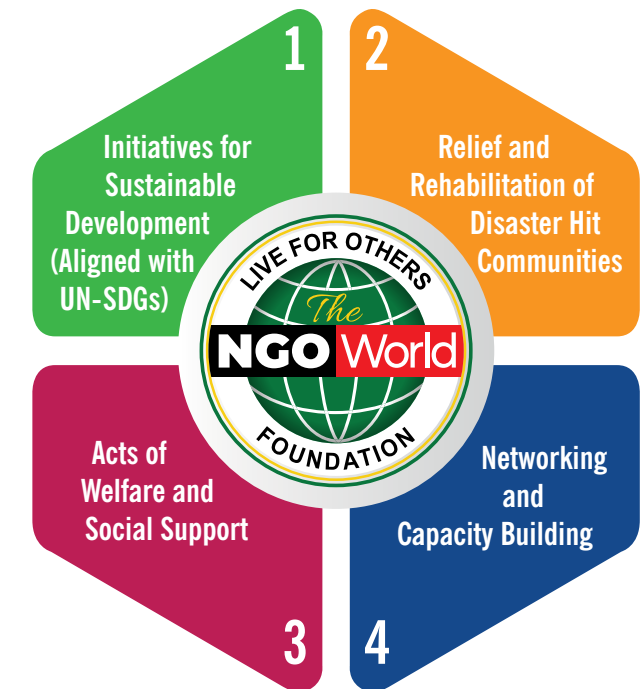 1
Initiatives for
Sustainable
Development
(Aligned with
UN-SDGs)
2
Relief and
Rehabilitation of
Disaster Hit
Communities
LIVE FOR OTHERS
The
NGO World
FOUNDATION
Acts of
Welfare and
Social Support
3
Networking
and
Capacity Building
4